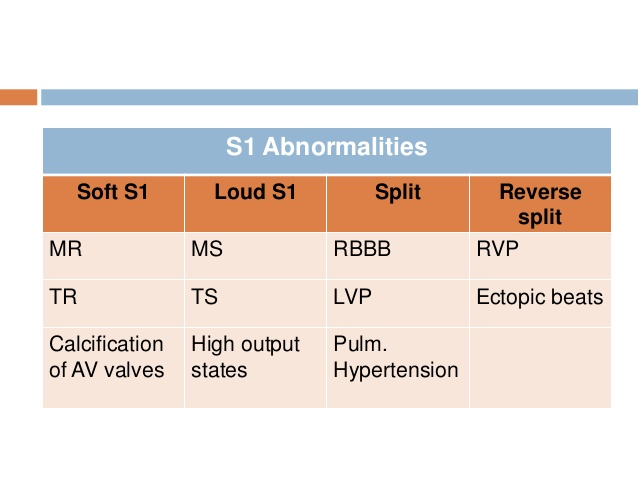 S1 Abnormalities
Soft S1 Loud S1 Split Reverse split
MR MS RBBB RVP
TR TS LVP Ectopic beats
Calcification of AV valves High output states Pulm. Hypertension